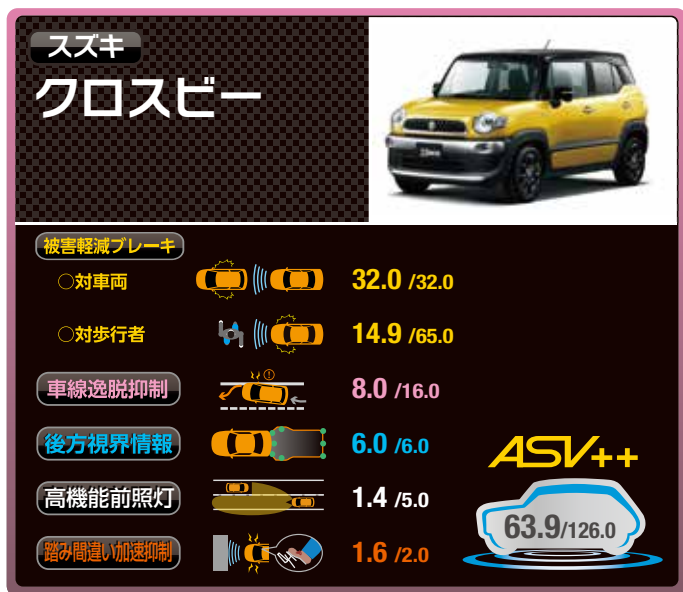 スズキ
クロスビー
被害軽減ブレーキ
○対車両 32.0 /32.0
○対歩行者 14.9 /65.0
車線逸脱抑制 8.0 /16.0
後方視界情報 6.0 /6.0
高機能前照灯 1.4 /5.0
踏み間違い加速抑制 1.6 /2.0
ASV++
63.9/126.0